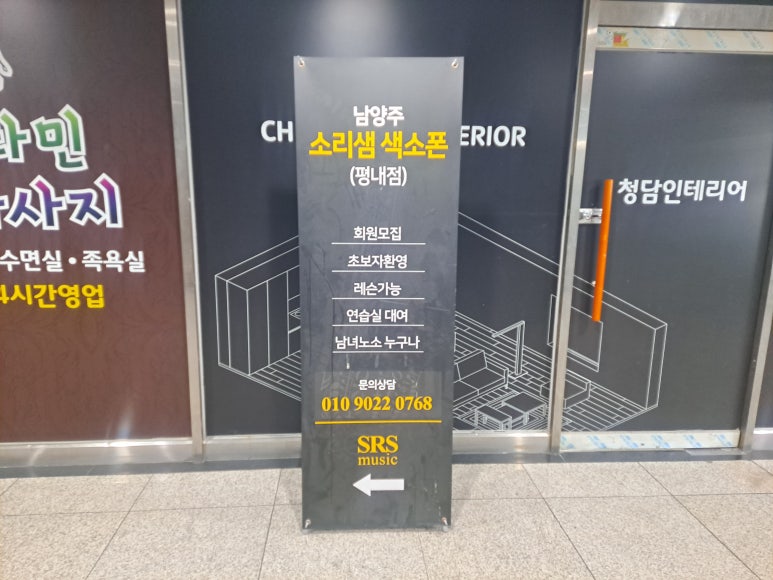 남양주
소리샘 색소폰
(평내점)
회원모집
초보자환영
레슨가능
연습실 대여
남녀노소 누구나
문의상담
010 9022 0768
SRS
music
청담인테리어
수면실 · 족욕실
4시간영업